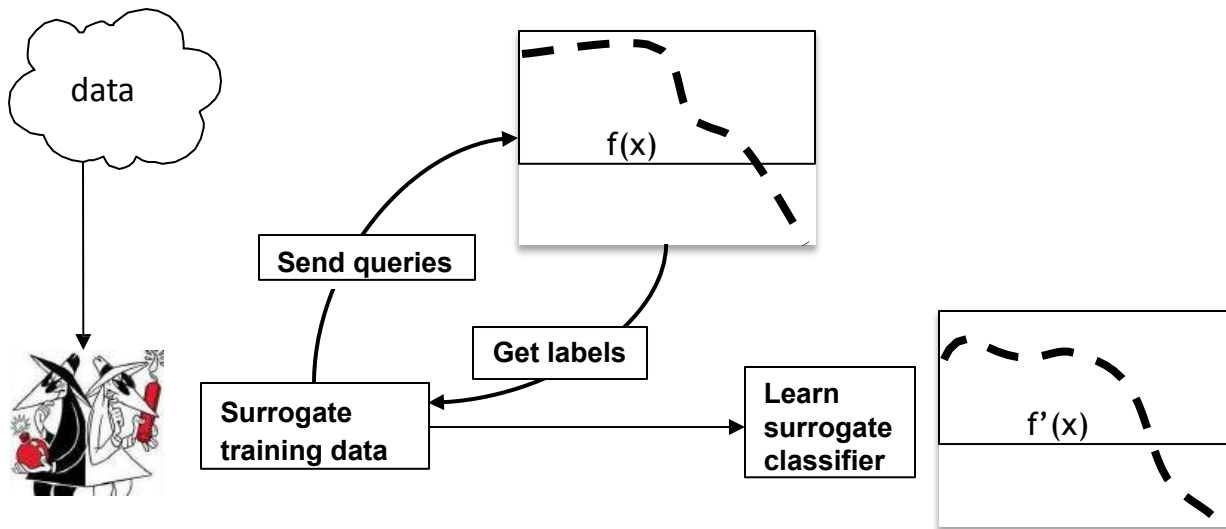 data
f(x)
Send queries
Get labels
Surrogate
training data
Learn
surrogate
classifier
f'(x)